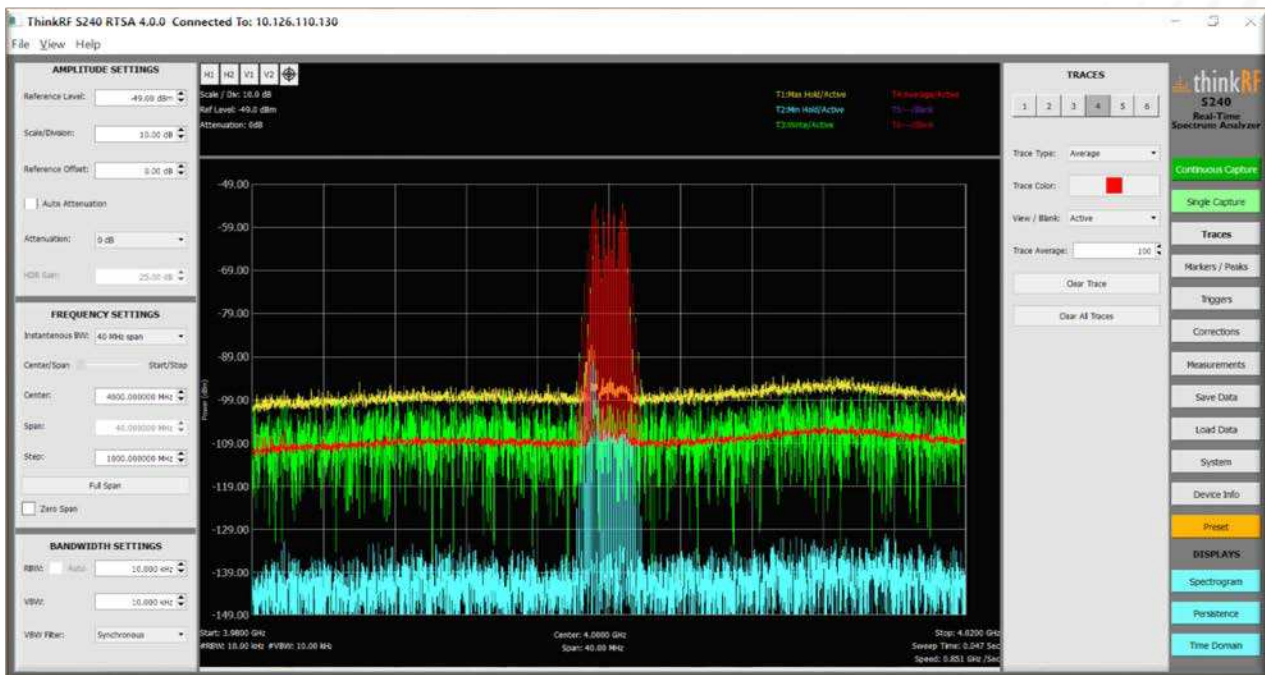 ThinkRF S240 RTSA 4.0.0 Connected To: 10.126.110.130
File View Help
AMPLITUDE SETTINGS
Reference Level: -49.00 dBm
Scale/Division: 10.00 dB
Reference Offset: 0.00 dB
Auto Attenuation
Attenuation: 0 dB
HDR Gain: 25.00 dB
FREQUENCY SETTINGS
Instantenous BW: 40 MHz span
Center/Span Start/Stop
Center: 4000.000000 MHz
Span: 40.000000 MHz
Step: 1000.000000 MHz
Full Span
Zero Span
BANDWIDTH SETTINGS
RBW: Auto 10.000 kHz
VBW: 10.000 kHz
VBW Filter: Synchronous
H1 H2 V1 V2
Scale / Div: 10.0 dB
Ref Level: -49.0 dBm
Attenuation: 0dB
T1:Max Hold/Active
T2:Min Hold/Active
T3:Write/Active
T4:Average/Active
T5:---/Blank
T6:---/Blank
-49.00
-59.00
-69.00
-79.00
-89.00
-99.00
-109.00
-119.00
-129.00
-139.00
-149.00
Power (dBm)
Start: 3.9800 GHz
#RBW: 10.00 kHz #VBW: 10.00 kHz
Center: 4.0000 GHz
Span: 40.00 MHz
Stop: 4.0200 GHz
Sweep Time: 0.047 Sec
Speed: 0.851 GHz /Sec
TRACES
1 2 3 4 5 6
Trace Type: Average
Trace Color:
View / Blank: Active
Trace Average: 100
Clear Trace
Clear All Traces
thinkRF
S240
Real-Time
Spectrum Analyzer
Continuous Capture
Single Capture
Traces
Markers / Peaks
Triggers
Corrections
Measurements
Save Data
Load Data
System
Device Info
Preset
DISPLAYS
Spectrogram
Persistence
Time Domain